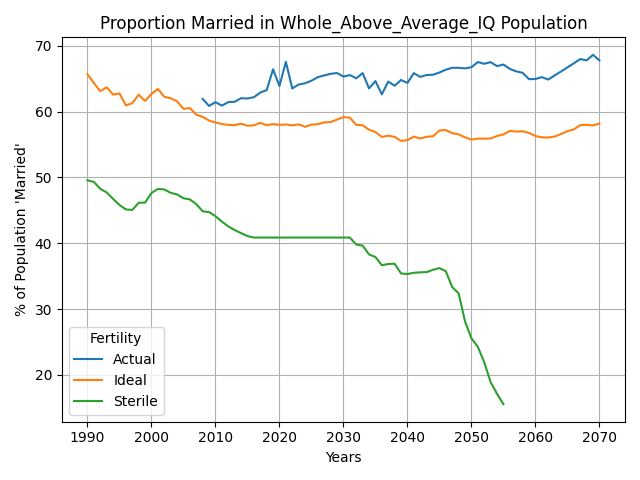 Proportion Married in Whole_Above_Average_IQ Population
% of Population 'Married'
70
60
50
40
30
20
Fertility
Actual
Ideal
Sterile
1990 2000 2010 2020 2030 2040 2050 2060 2070
Years